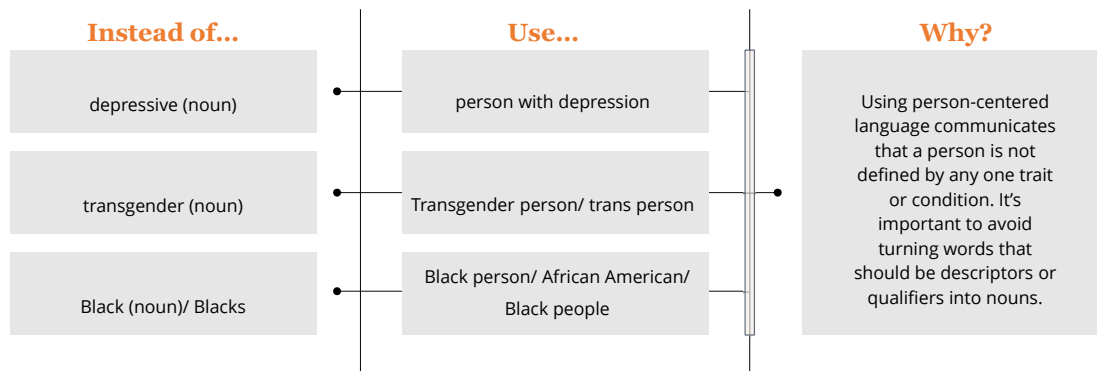 Instead of...
Use...
Why?
depressive (noun)
person with depression
transgender (noun)
Transgender person/ trans person
Black (noun)/ Blacks
Black person/ African American/
Black people
Using person-centered
language communicates
that a person is not
defined by any one trait
or condition. It’s
important to avoid
turning words that
should be descriptors or
qualifiers into nouns.